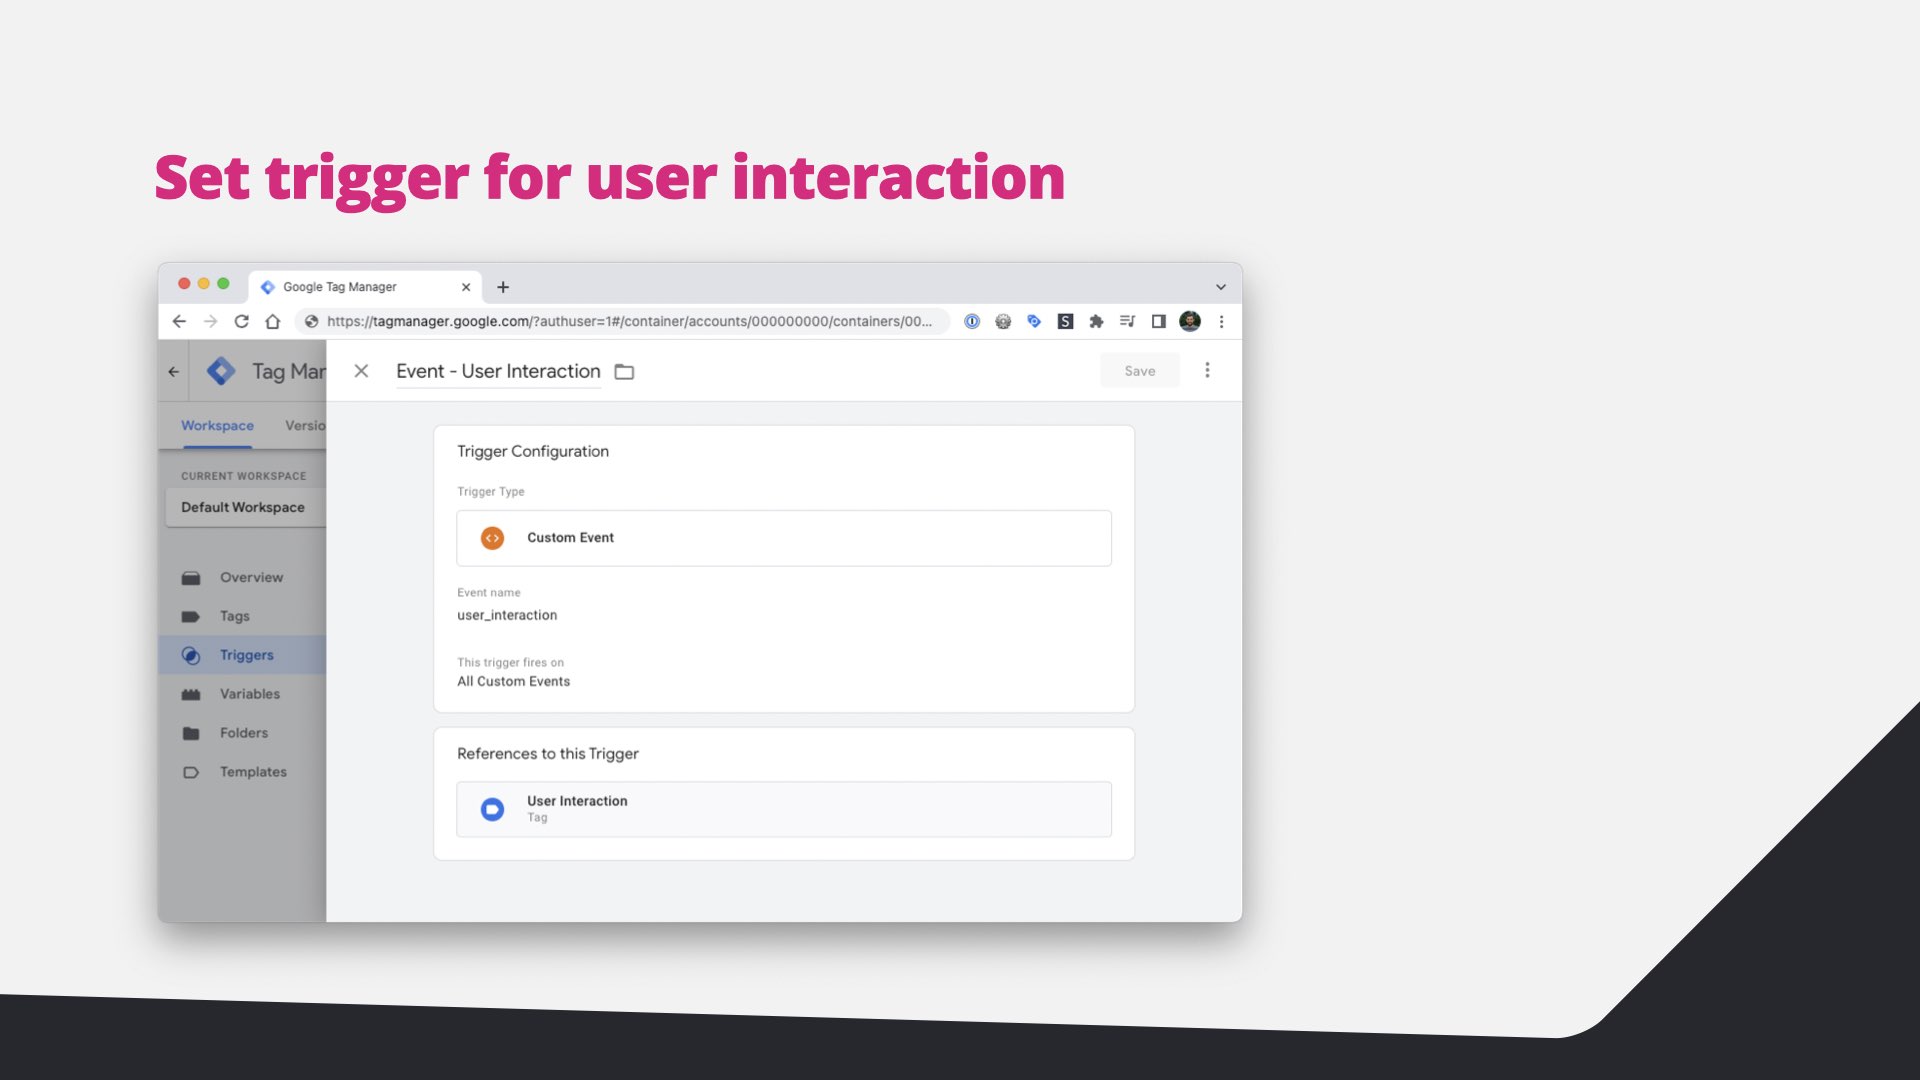 Set trigger for user interaction
Google Tag Manager
https://tagmanager.google.com/?authuser=1#/container/accounts/000000000/containers/00...
S
Tag Mar
Event - User Interaction
Save
Workspace Versio
CURRENT WORKSPACE
Default Workspace
Overview
Tags
Triggers
Variables
Folders
Templates
Trigger Configuration
Trigger Type
Custom Event
Event name
user_interaction
This trigger fires on
All Custom Events
References to this Trigger
User Interaction
Tag